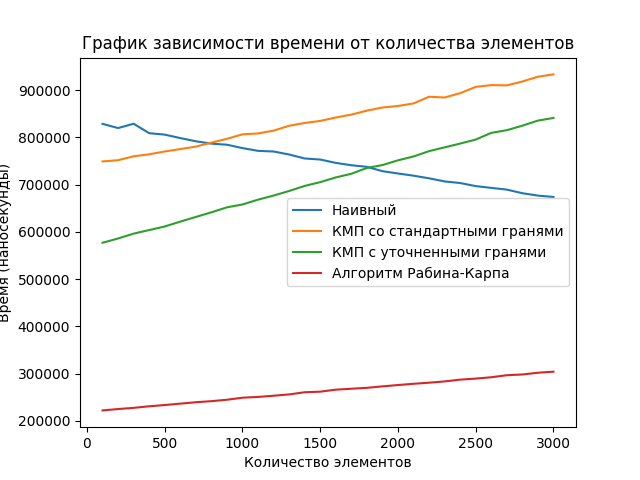 График зависимости времени от количества элементов
Время (наносекунды)
900000
800000
700000
600000
500000
400000
300000
200000
Наивный
КМП со стандартными гранями
КМП с уточненными гранями
Алгоритм Рабина-Карпа
0 500 1000 1500 2000 2500 3000
Количество элементов